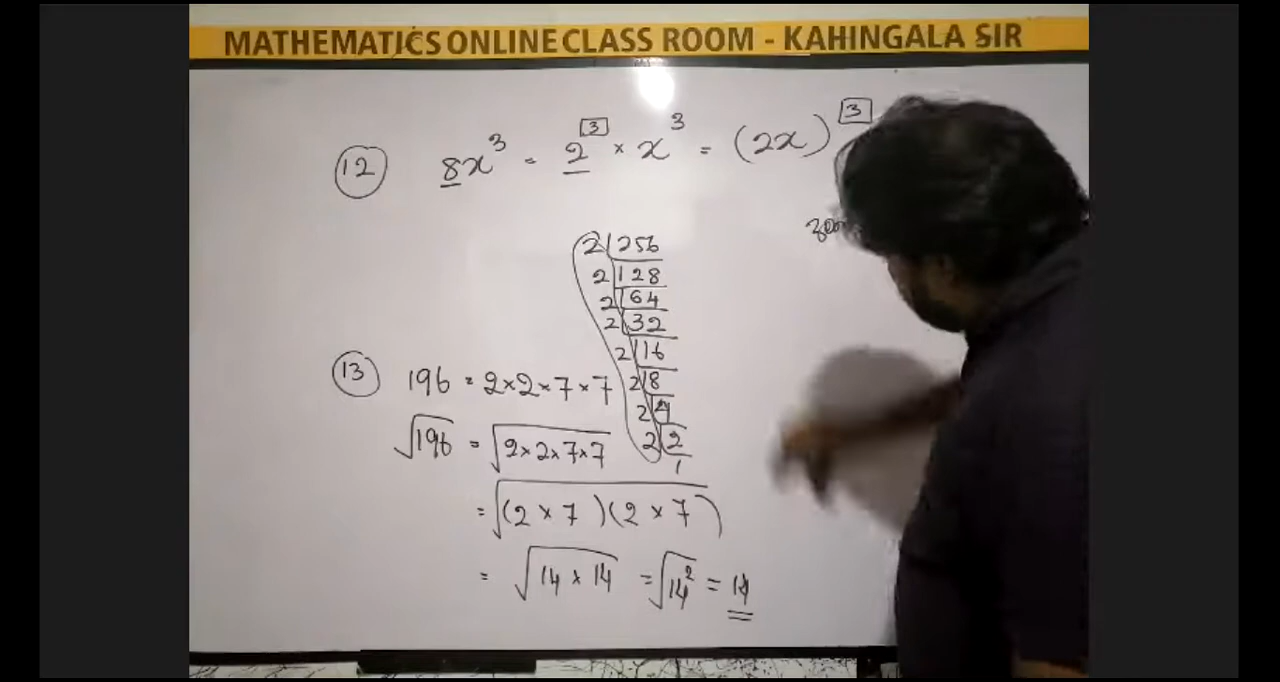 MATHEMATICS ONLINE CLASS ROOM - KAHINGALA SIR
12 8x³ = 2³ × x³ = (2x)³
2 | 256
2 | 128
2 | 64
2 | 32
2 | 16
2 | 8
2 | 4
2 | 2
1
13 196 = 2×2×7×7
√196 = √2×2×7×7
= √(2 × 7)(2 × 7)
= √14 × 14 = √14² = 14